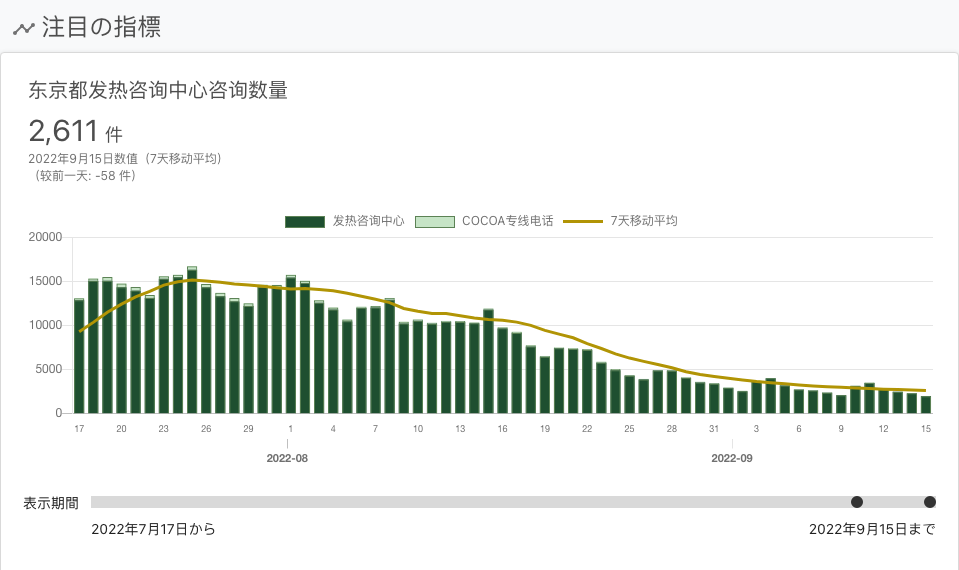 注目の指標
东京都发热咨询中心咨询数量
2,611 件
2022年9月15日数值（7天移动平均）
（较前一天: -58 件）
发热咨询中心 COCOA专线电话 7天移动平均
20000
15000
10000
5000
0
17 20 23 26 29 1 4 7 10 13 16 19 22 25 28 31 3 6 9 12 15
2022-08 2022-09
表示期間
2022年7月17日から 2022年9月15日まで